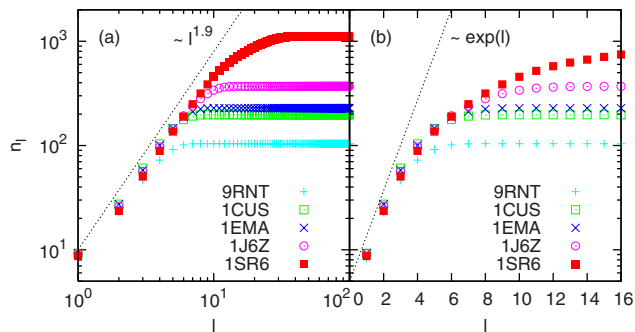 10³
10²
10¹
nₗ
(a)
~ l^1.9
9RNT
1CUS
1EMA
1J6Z
1SR6
10⁰ 10¹ 10²
l
(b)
~ exp(l)
9RNT
1CUS
1EMA
1J6Z
1SR6
0 2 4 6 8 10 12 14 16
l